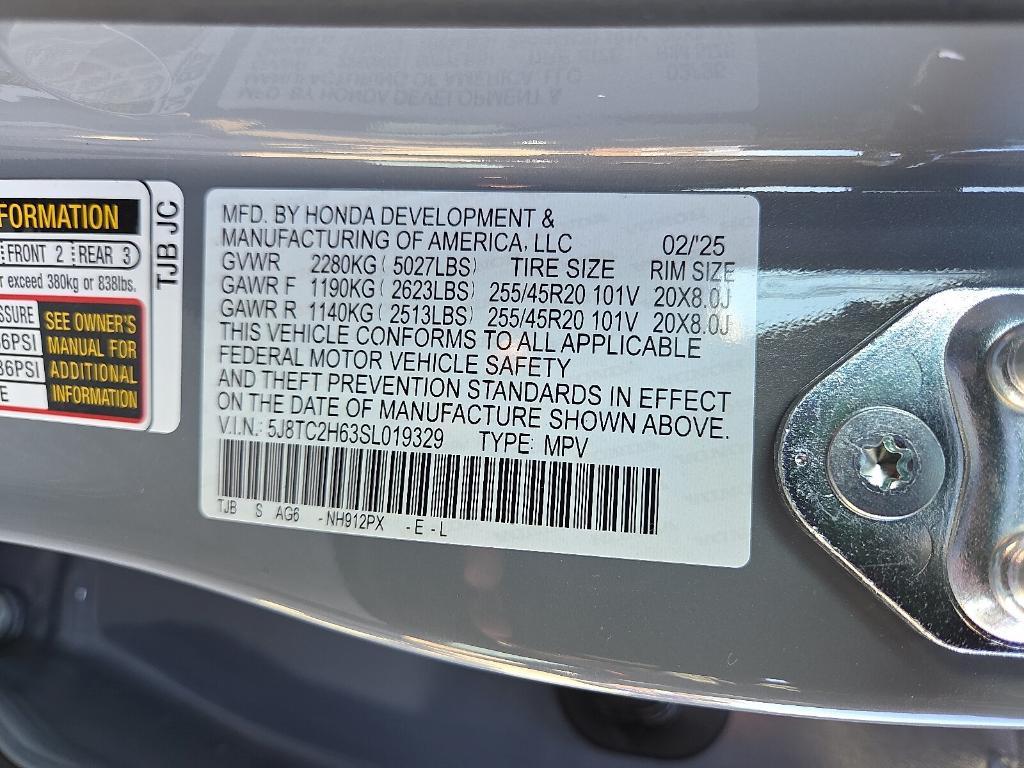 FORMATION
FRONT 2 REAR 3
r exceed 380kg or 838lbs.
SSURE
6PSI
36PSI
E
SEE OWNER'S
MANUAL FOR
ADDITIONAL
INFORMATION
TJB JC
MFD. BY HONDA DEVELOPMENT &
MANUFACTURING OF AMERICA, LLC 02/'25
GVWR 2280KG ( 5027LBS) TIRE SIZE RIM SIZE
GAWR F 1190KG ( 2623LBS) 255/45R20 101V 20X8.0J
GAWR R 1140KG ( 2513LBS) 255/45R20 101V 20X8.0J
THIS VEHICLE CONFORMS TO ALL APPLICABLE
FEDERAL MOTOR VEHICLE SAFETY
AND THEFT PREVENTION STANDARDS IN EFFECT
ON THE DATE OF MANUFACTURE SHOWN ABOVE.
V.I.N.: 5J8TC2H63SL019329 TYPE: MPV
TJB S AG6 -NH912PX -E-L